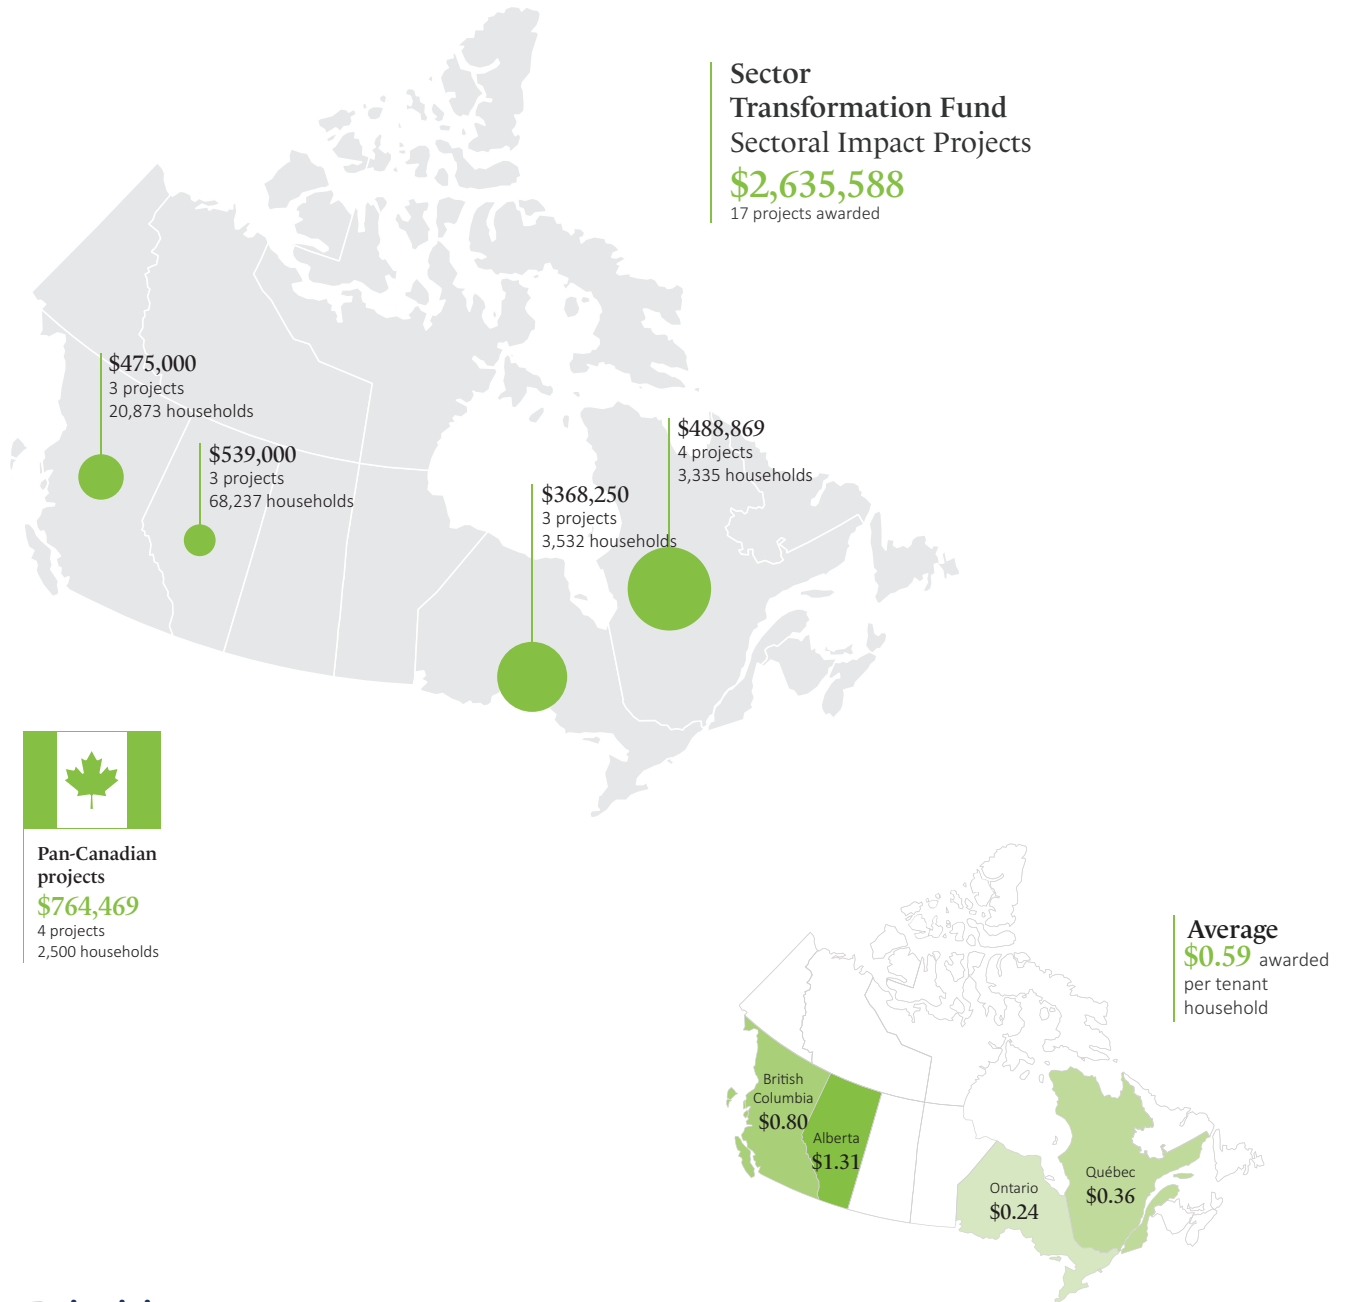 Sector
Transformation Fund
Sectoral Impact Projects
$2,635,588
17 projects awarded
$475,000
3 projects
20,873 households
$539,000
3 projects
68,237 households
$488,869
4 projects
3,335 households
$368,250
3 projects
3,532 households
Pan-Canadian
projects
$764,469
4 projects
2,500 households
Average
$0.59 awarded
per tenant
household
British
Columbia
$0.80
Alberta
$1.31
Ontario
$0.24
Québec
$0.36